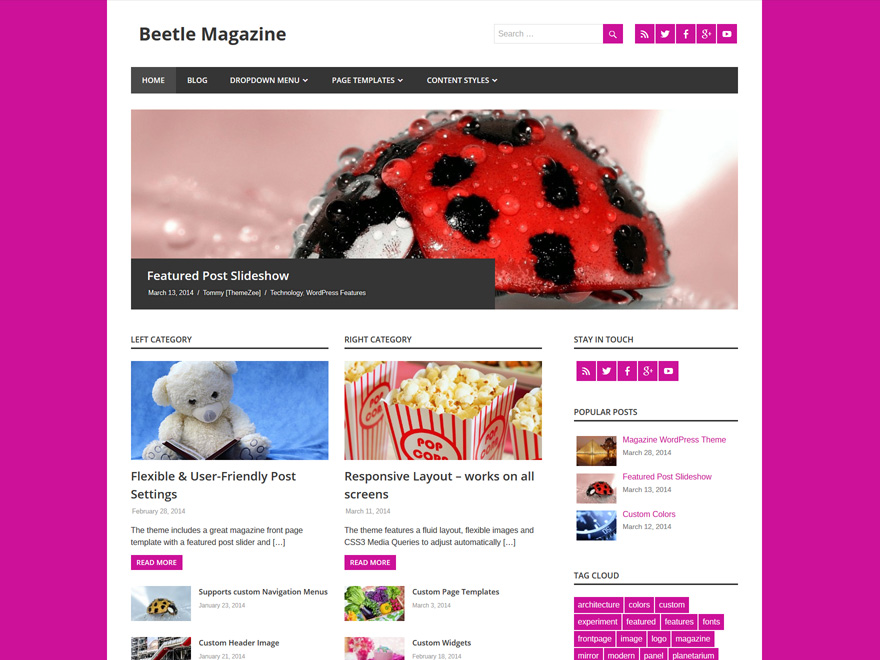 Beetle Magazine
Search …
HOME BLOG DROPDOWN MENU PAGE TEMPLATES CONTENT STYLES
Featured Post Slideshow
March 13, 2014 / Tommy [ThemeZee] / Technology, WordPress Features
LEFT CATEGORY
POP CORN
Flexible & User-Friendly Post
Settings
February 28, 2014
The theme includes a great magazine front page
template with a featured post slider and […]
READ MORE
Supports custom Navigation Menus
January 23, 2014
Custom Header Image
January 21, 2014
RIGHT CATEGORY
Responsive Layout – works on all
screens
March 11, 2014
The theme features a fluid layout, flexible images and
CSS3 Media Queries to adjust automatically […]
READ MORE
Custom Page Templates
March 3, 2014
Custom Widgets
February 18, 2014
STAY IN TOUCH
POPULAR POSTS
Magazine WordPress Theme
March 28, 2014
Featured Post Slideshow
March 13, 2014
Custom Colors
March 12, 2014
TAG CLOUD
architecture colors custom
experiment featured features fonts
frontpage image logo magazine
mirror modern panel planetarium